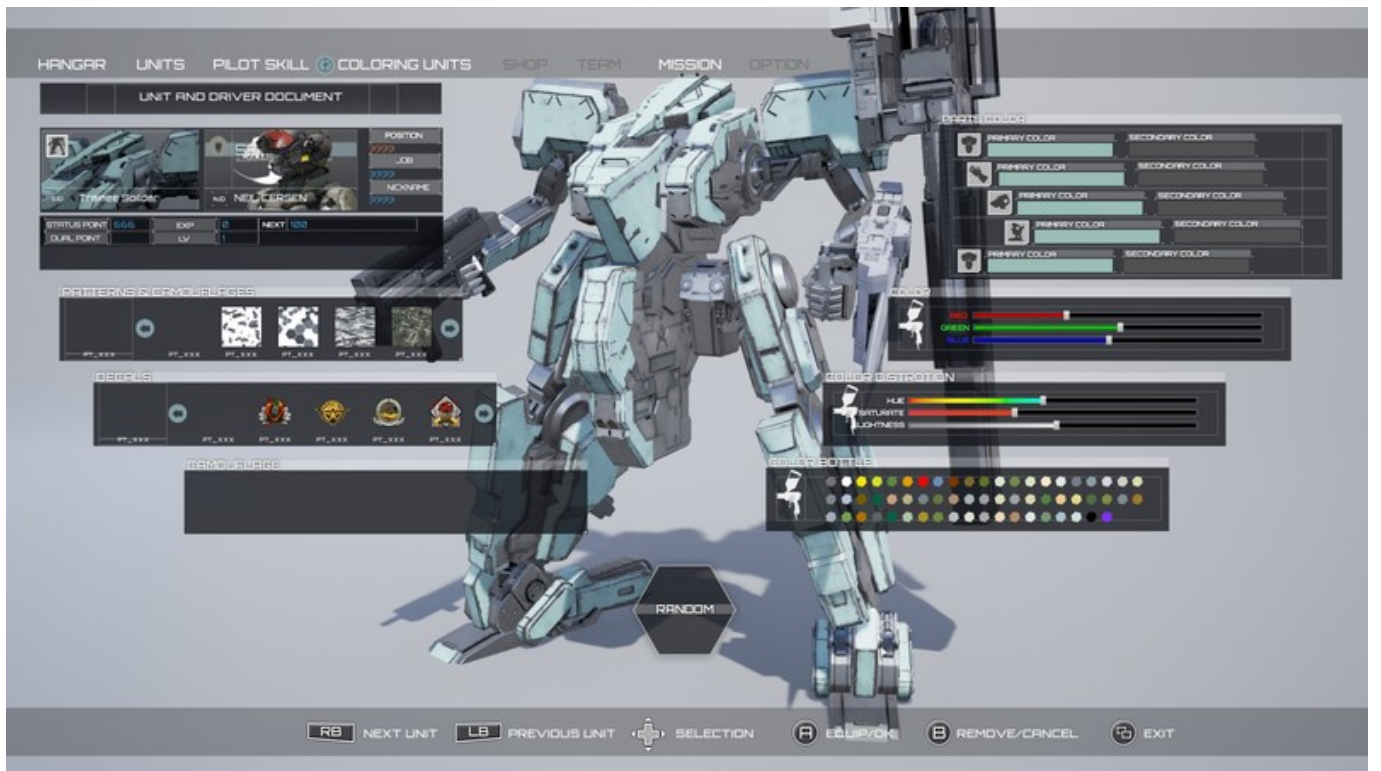 HANGAR UNITS PILOT SKILL COLORING UNITS SHOP TEAM MISSION OPTION
UNIT AND DRIVER DOCUMENT
POSITION
????
JOB
????
NICKNAME
????
Trainee Soldier
STATUS POINT 666 EXP 0 NEXT 100
DUAL POINT LV 1
PATTERNS & CAMOUFLAGES
PT_XXX PT_XXX PT_XXX PT_XXX PT_XXX PT_XXX
DECALS
PT_XXX PT_XXX PT_XXX PT_XXX PT_XXX PT_XXX
CAMOUFLAGE
PARTS COLOR
PRIMARY COLOR SECONDARY COLOR
PRIMARY COLOR SECONDARY COLOR
PRIMARY COLOR SECONDARY COLOR
PRIMARY COLOR SECONDARY COLOR
PRIMARY COLOR SECONDARY COLOR
COLOR
RED
GREEN
BLUE
COLOR DISTROTION
HUE
SATURATE
LIGHTNESS
COLOR BOTTLE
RANDOM
RB NEXT UNIT LB PREVIOUS UNIT SELECTION A EQUIP/OK B REMOVE/CANCEL EXIT